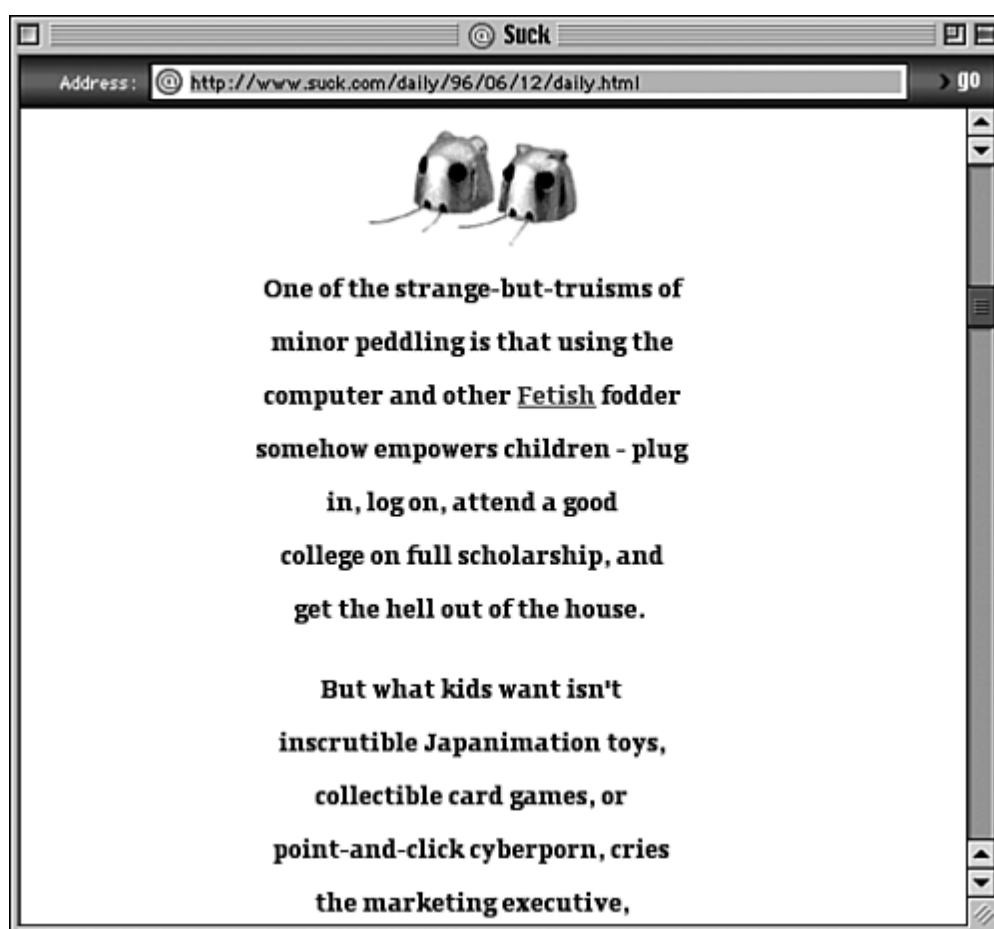 @ Suck
Address: @ http://www.suck.com/daily/96/06/12/daily.html › go
One of the strange-but-truisms of
minor peddling is that using the
computer and other Fetish fodder
somehow empowers children - plug
in, log on, attend a good
college on full scholarship, and
get the hell out of the house.
But what kids want isn't
inscrutible Japanimation toys,
collectible card games, or
point-and-click cyberporn, cries
the marketing executive,